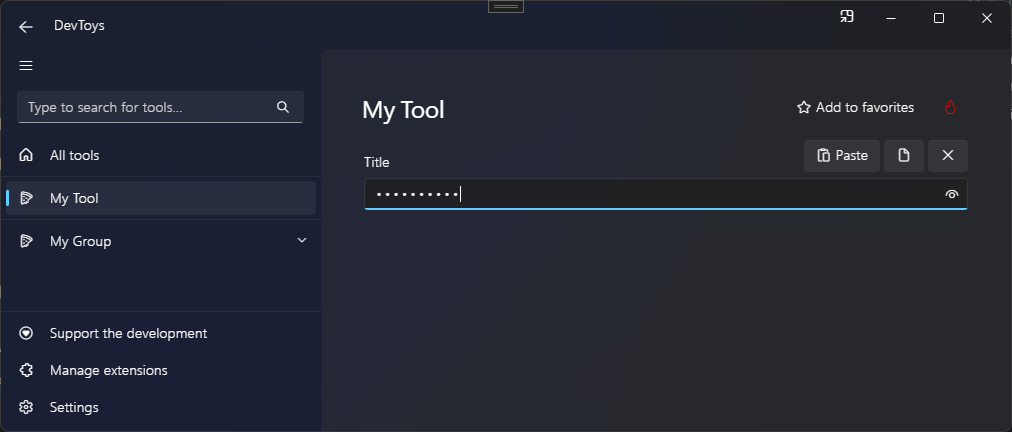 DevToys
Type to search for tools...
All tools
My Tool
My Group
Support the development
Manage extensions
Settings
My Tool
Add to favorites
Title
Paste
••••••••••